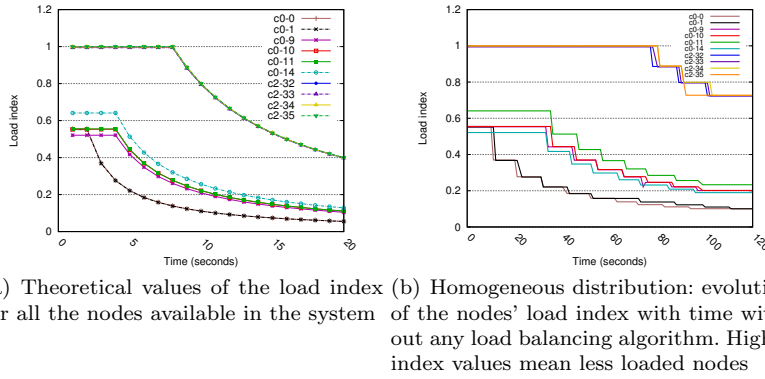 c0-0
c0-1
c0-9
c0-10
c0-11
c0-14
c2-32
c2-33
c2-34
c2-35
1.2
1
0.8
0.6
0.4
0.2
0
Load index
0
5
10
15
20
Time (seconds)
c0-0
c0-1
c0-9
c0-10
c0-11
c0-14
c2-32
c2-33
c2-34
c2-35
1.2
1
0.8
0.6
0.4
0.2
0
Load index
0
20
40
60
80
100
120
Time (seconds)
) Theoretical values of the load index
r all the nodes available in the system
(b) Homogeneous distribution: evoluti
of the nodes' load index with time wi
out any load balancing algorithm. High
index values mean less loaded nodes